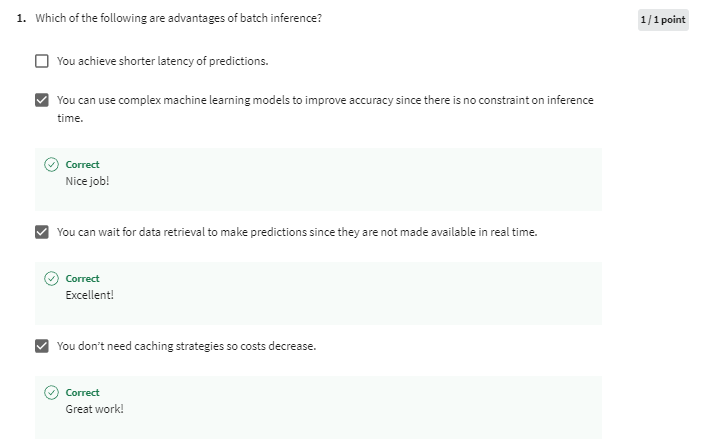 1. Which of the following are advantages of batch inference?
1 / 1 point
You achieve shorter latency of predictions.
You can use complex machine learning models to improve accuracy since there is no constraint on inference
time.
Correct
Nice job!
You can wait for data retrieval to make predictions since they are not made available in real time.
Correct
Excellent!
You don't need caching strategies so costs decrease.
Correct
Great work!